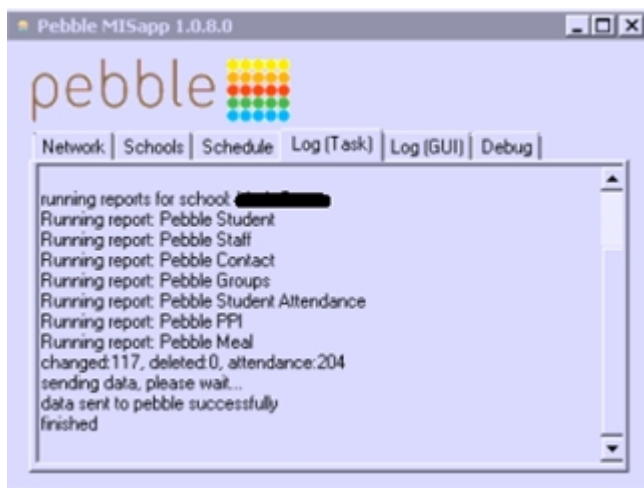 Pebble MISapp 1.0.8.0
pebble
Network Schools Schedule Log (Task) Log (GUI) Debug
running reports for school:
Running report: Pebble Student
Running report: Pebble Staff
Running report: Pebble Contact
Running report: Pebble Groups
Running report: Pebble Student Attendance
Running report: Pebble PPI
Running report: Pebble Meal
changed:117, deleted:0, attendance:204
sending data, please wait...
data sent to pebble successfully
finished